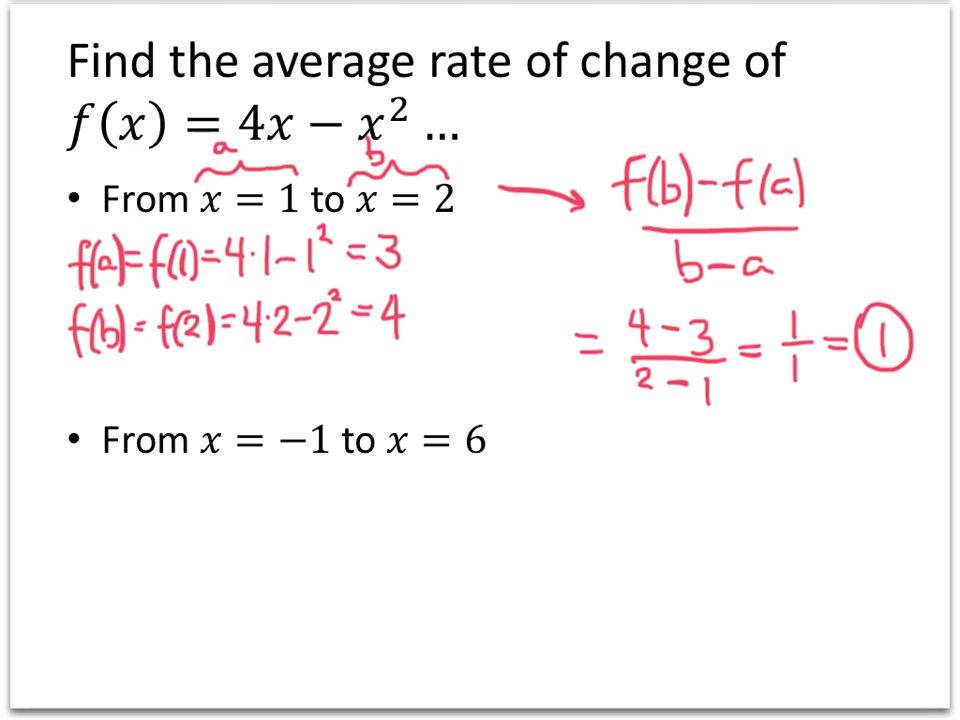 Find the average rate of change of
f(x) = 4x − x² ...
a b
• From x = 1 to x = 2 → f(b)−f(a) / b−a
f(a)=f(1)=4·1−1²=3
f(b)=f(2)=4·2−2²=4
= 4−3 / 2−1 = 1/1 = 1
• From x = −1 to x = 6